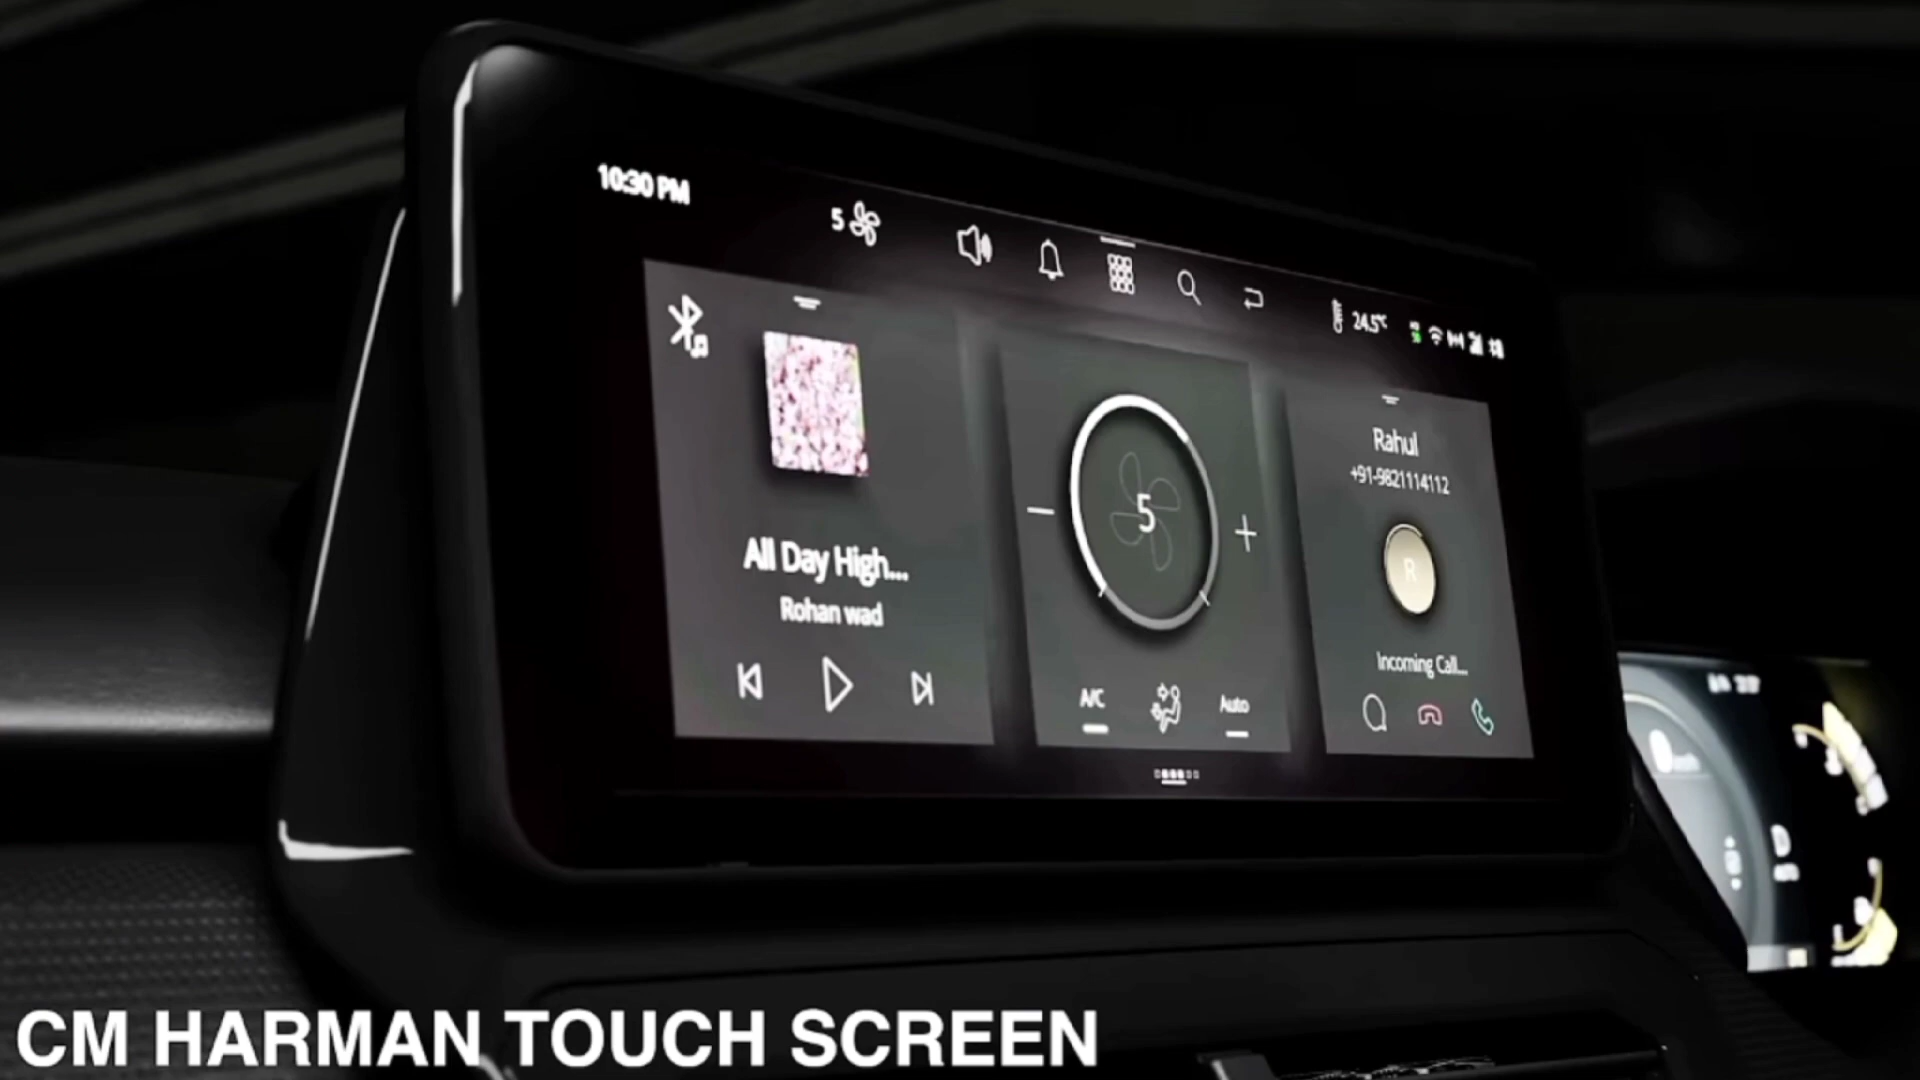 10:30 PM
5
24.5°C
All Day High...
Rohan wad
5
A/C
Auto
Rahul
+91-9821114112
R
Incoming Call...
D
CM HARMAN TOUCH SCREEN